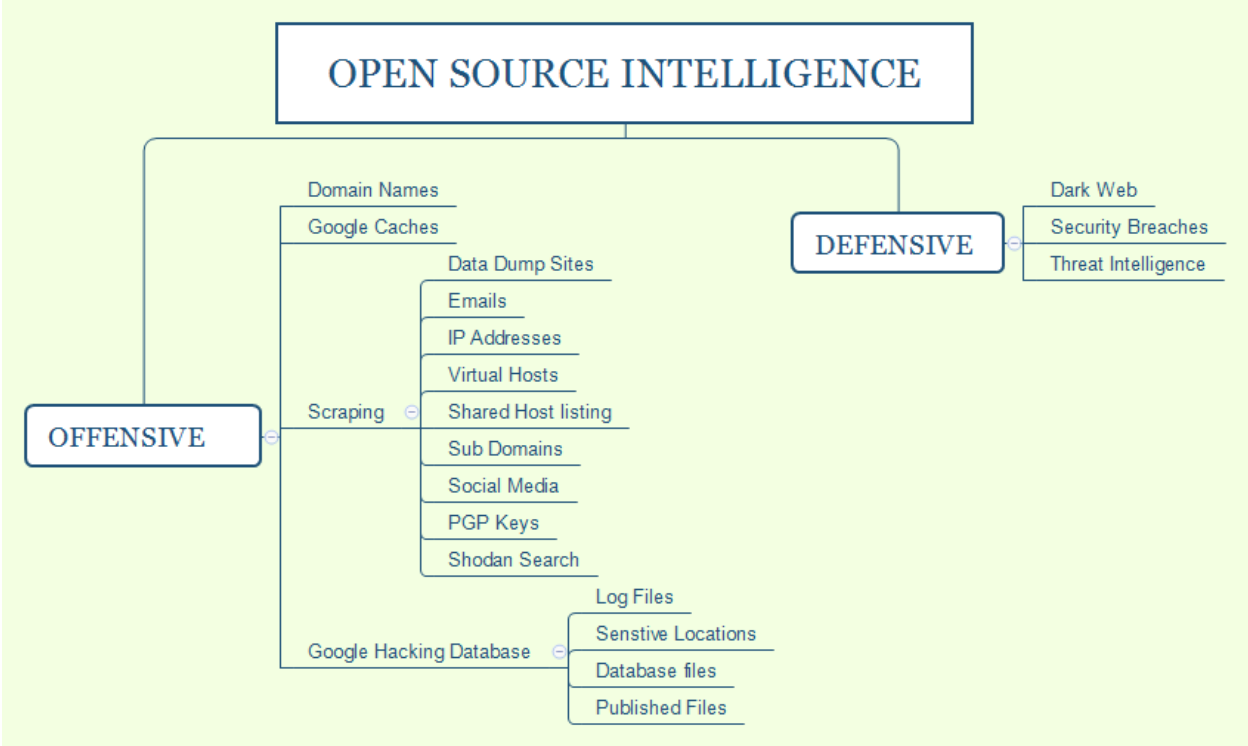 OPEN SOURCE INTELLIGENCE
OFFENSIVE
Domain Names
Google Caches
Scraping
Data Dump Sites
Emails
IP Addresses
Virtual Hosts
Shared Host listing
Sub Domains
Social Media
PGP Keys
Shodan Search
Google Hacking Database
Log Files
Senstive Locations
Database files
Published Files
DEFENSIVE
Dark Web
Security Breaches
Threat Intelligence